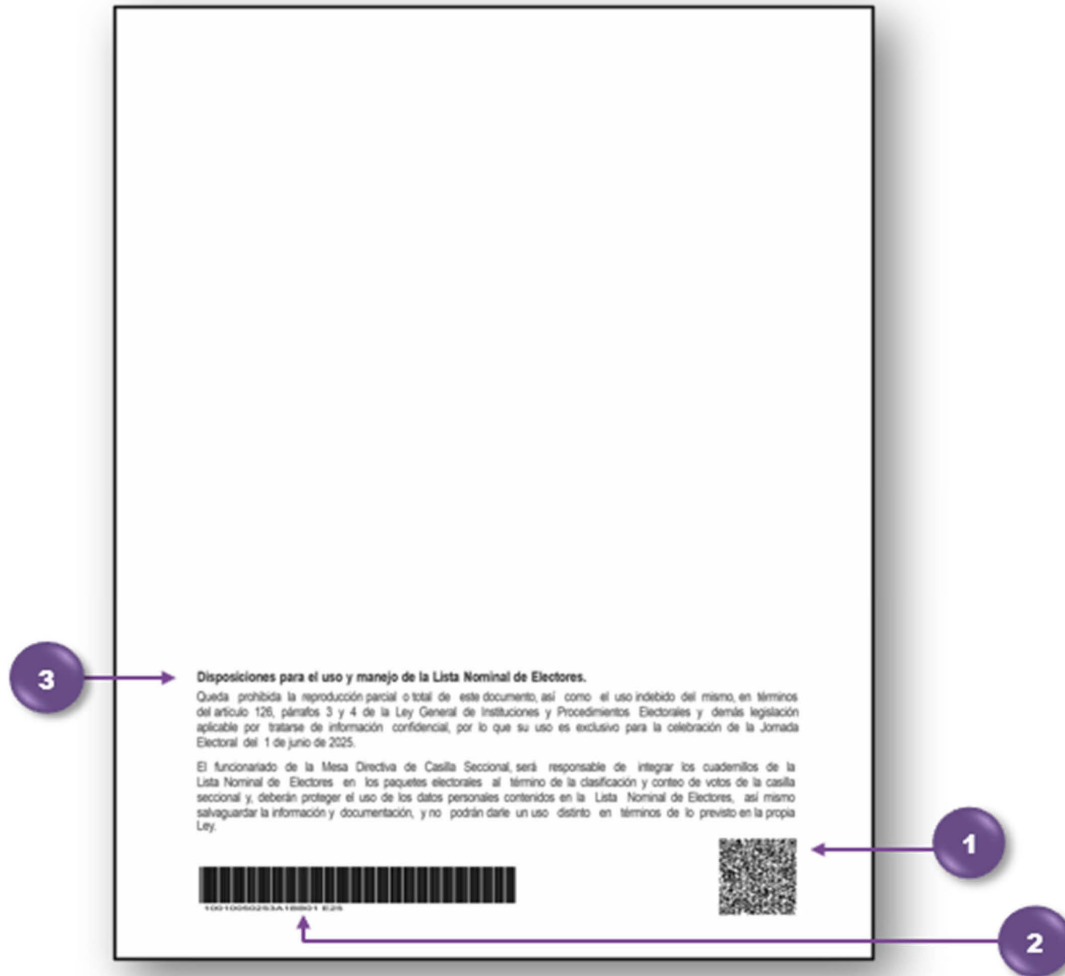 Disposiciones para el uso y manejo de la Lista Nominal de Electores.
Queda prohibida la reproducción parcial o total de este documento, así como el uso indebido del mismo, en términos
del artículo 126, párrafos 3 y 4 de la Ley General de Instituciones y Procedimientos Electorales y demás legislación
aplicable por tratarse de información confidencial, por lo que su uso es exclusivo para la celebración de la Jornada
Electoral del 1 de junio de 2025.
El funcionariado de la Mesa Directiva de Casilla Seccional, será responsable de integrar los cuadernillos de la
Lista Nominal de Electores en los paquetes electorales al término de la clasificación y conteo de votos de la casilla
seccional y, deberán proteger el uso de los datos personales contenidos en la Lista Nominal de Electores, así mismo
salvaguardar la información y documentación, y no podrán darle un uso distinto en términos de lo previsto en la propia
Ley.
3
1
E25
2